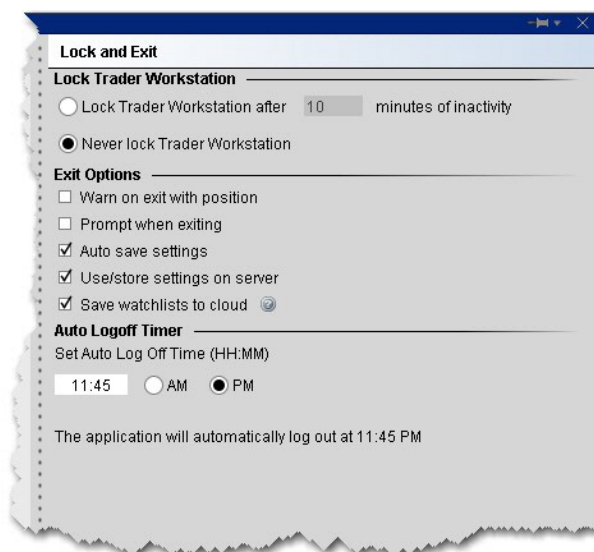 Lock and Exit
Lock Trader Workstation
Lock Trader Workstation after 10 minutes of inactivity
Never lock Trader Workstation
Exit Options
Warn on exit with position
Prompt when exiting
Auto save settings
Use/store settings on server
Save watchlists to cloud ?
Auto Logoff Timer
Set Auto Log Off Time (HH:MM)
11:45 AM PM
The application will automatically log out at 11:45 PM